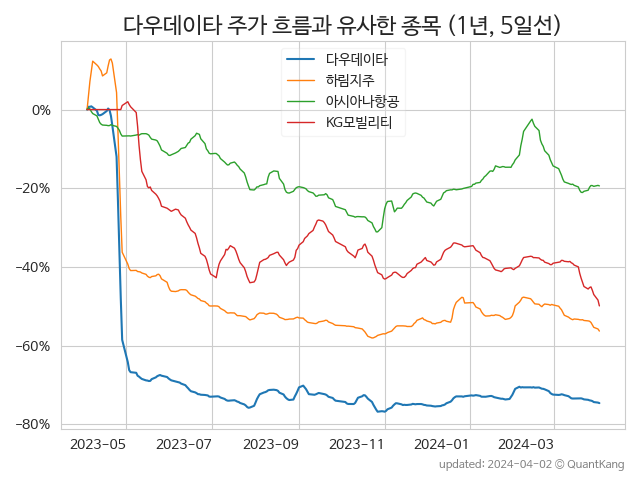 다우데이타 주가 흐름과 유사한 종목 (1년, 5일선)
다우데이타
하림지주
아시아나항공
KG모빌리티
0%
−20%
−40%
−60%
−80%
2023-05
2023-07
2023-09
2023-11
2024-01
2024-03
updated: 2024-04-02 © QuantKang